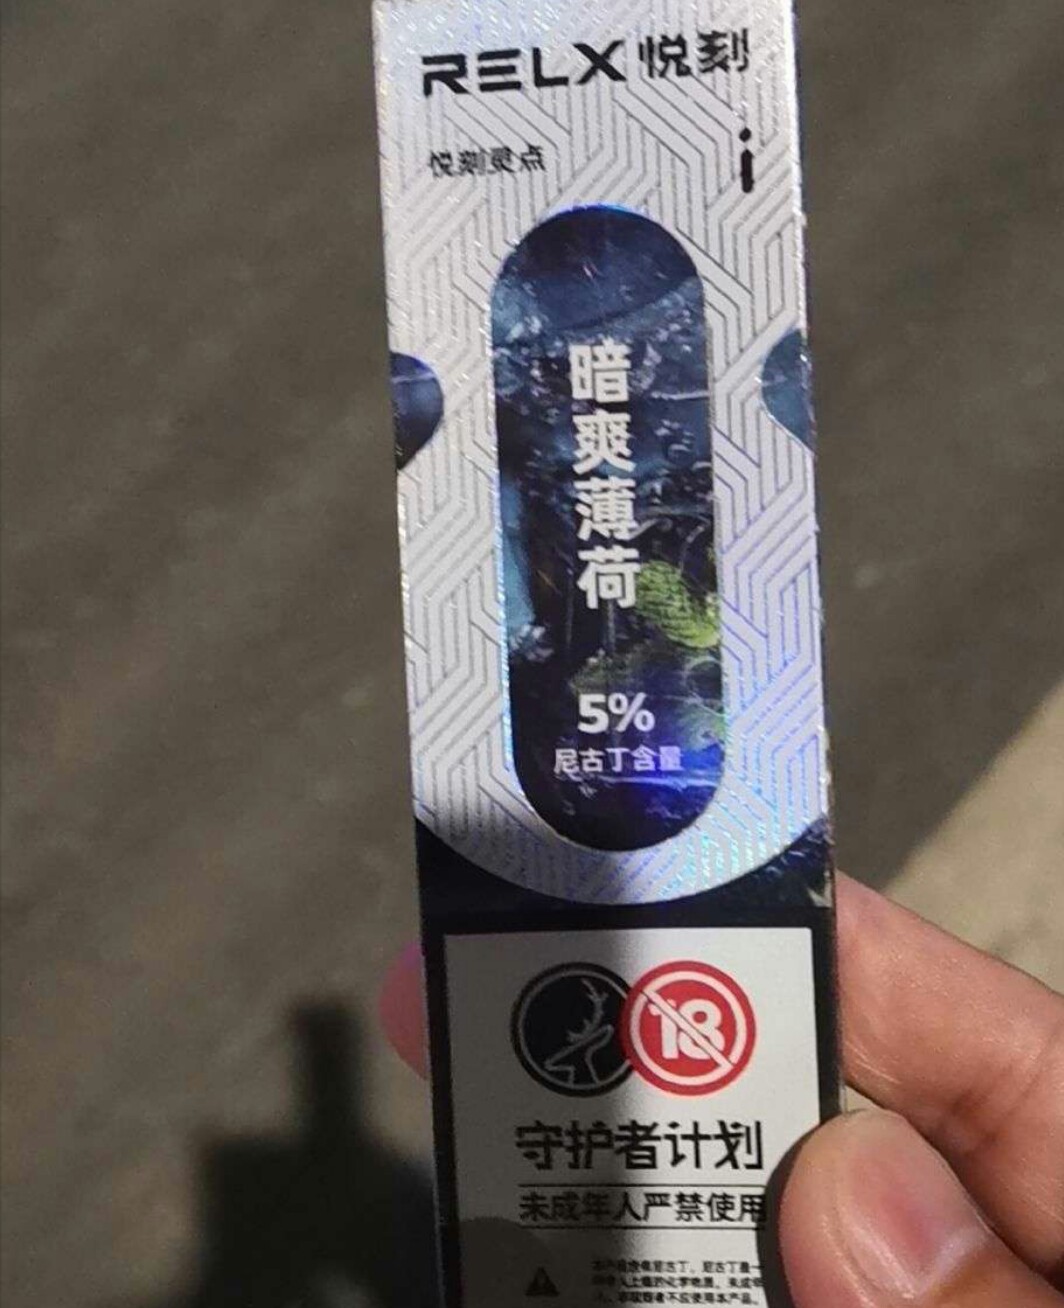 RELX 悦刻
i
悦刻灵点
暗爽薄荷
5%
尼古丁含量
18
守护者计划
未成年人严禁使用